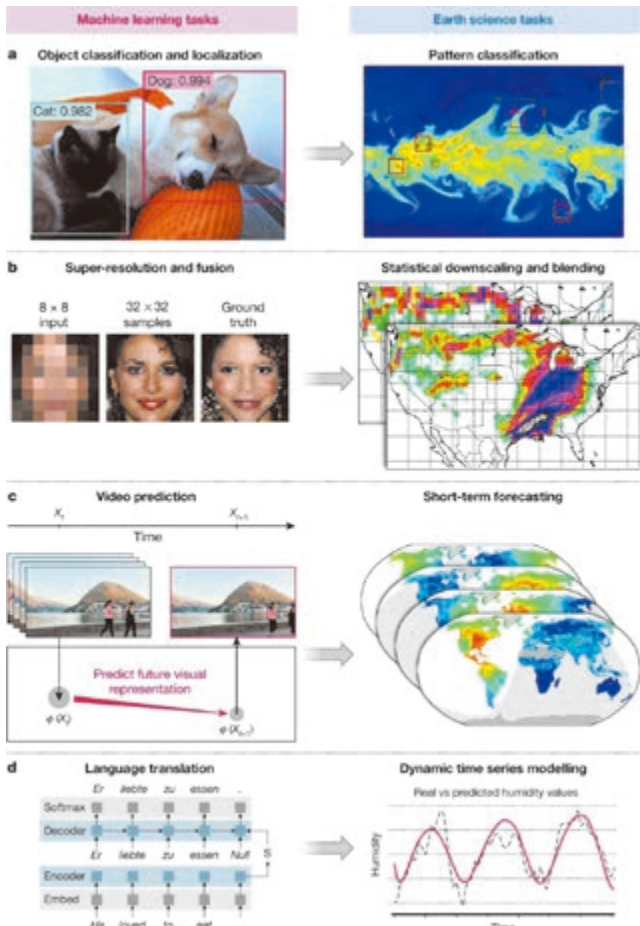 Machine learning tasks
Earth science tasks
a
Object classification and localization
Pattern classification
Cat: 0.982
Dog: 0.994
b
Super-resolution and fusion
Statistical downscaling and blending
8 × 8
input
32 × 32
samples
Ground
truth
c
Video prediction
Short-term forecasting
Time
Predict future visual
representation
d
Language translation
Dynamic time series modelling
Er liebte zu essen .
Softmax
Decoder
Er liebte zu essen Null
S
Encoder
Embed
Real vs predicted humidity values
Humidity